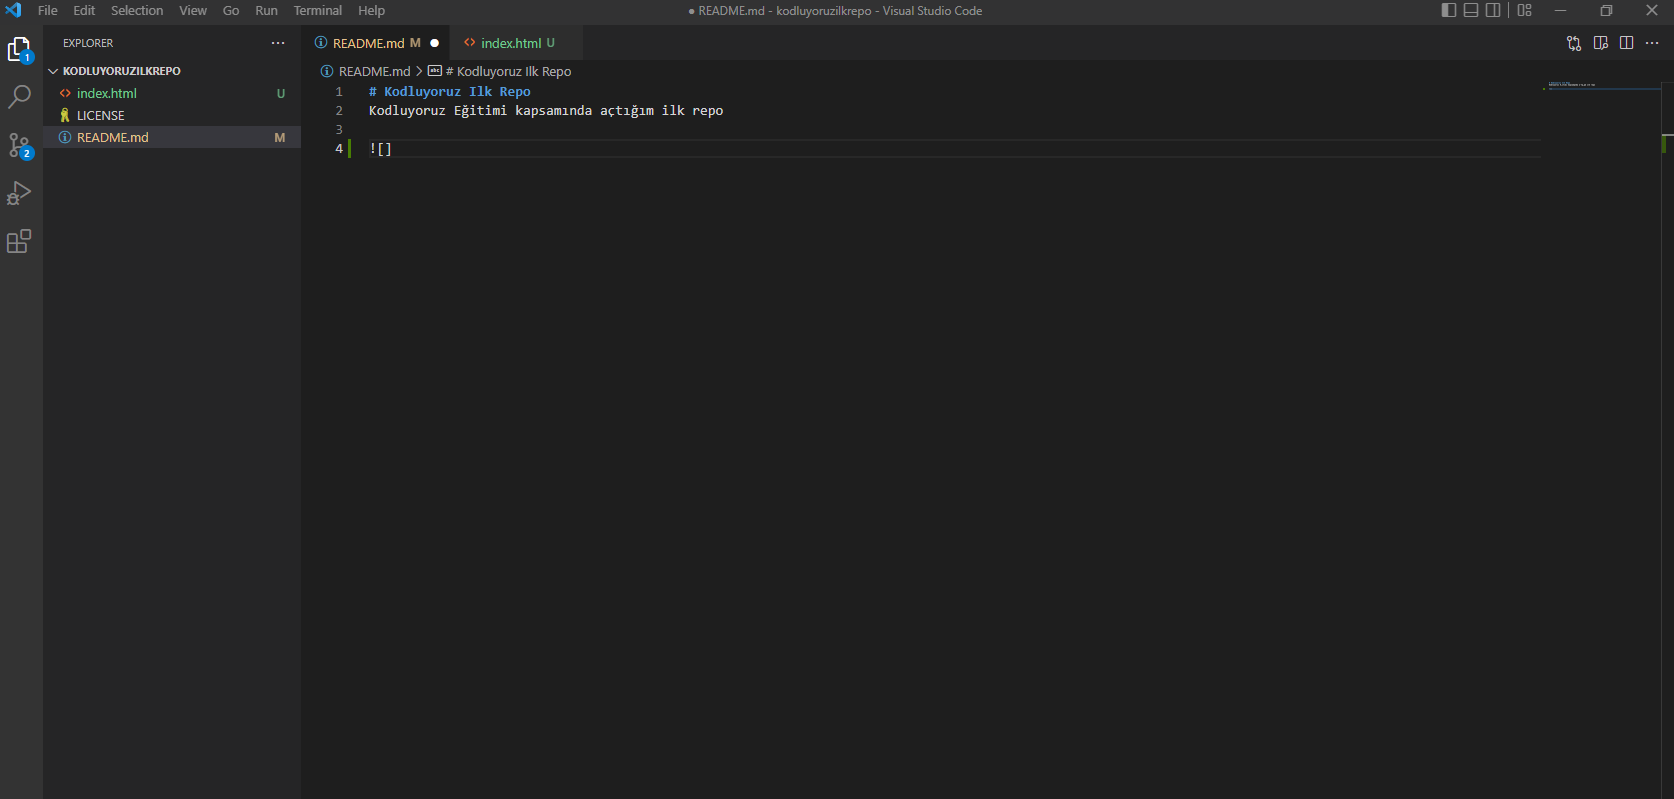 File Edit Selection View Go Run Terminal Help
● README.md - kodluyoruzilkrepo - Visual Studio Code
EXPLORER
KODLUYORUZILKREPO
index.html U
LICENSE
README.md M
1
2
README.md M
index.html U
README.md > # Kodluyoruz Ilk Repo
1 # Kodluyoruz Ilk Repo
2 Kodluyoruz Eğitimi kapsamında açtığım ilk repo
3
4 ![]